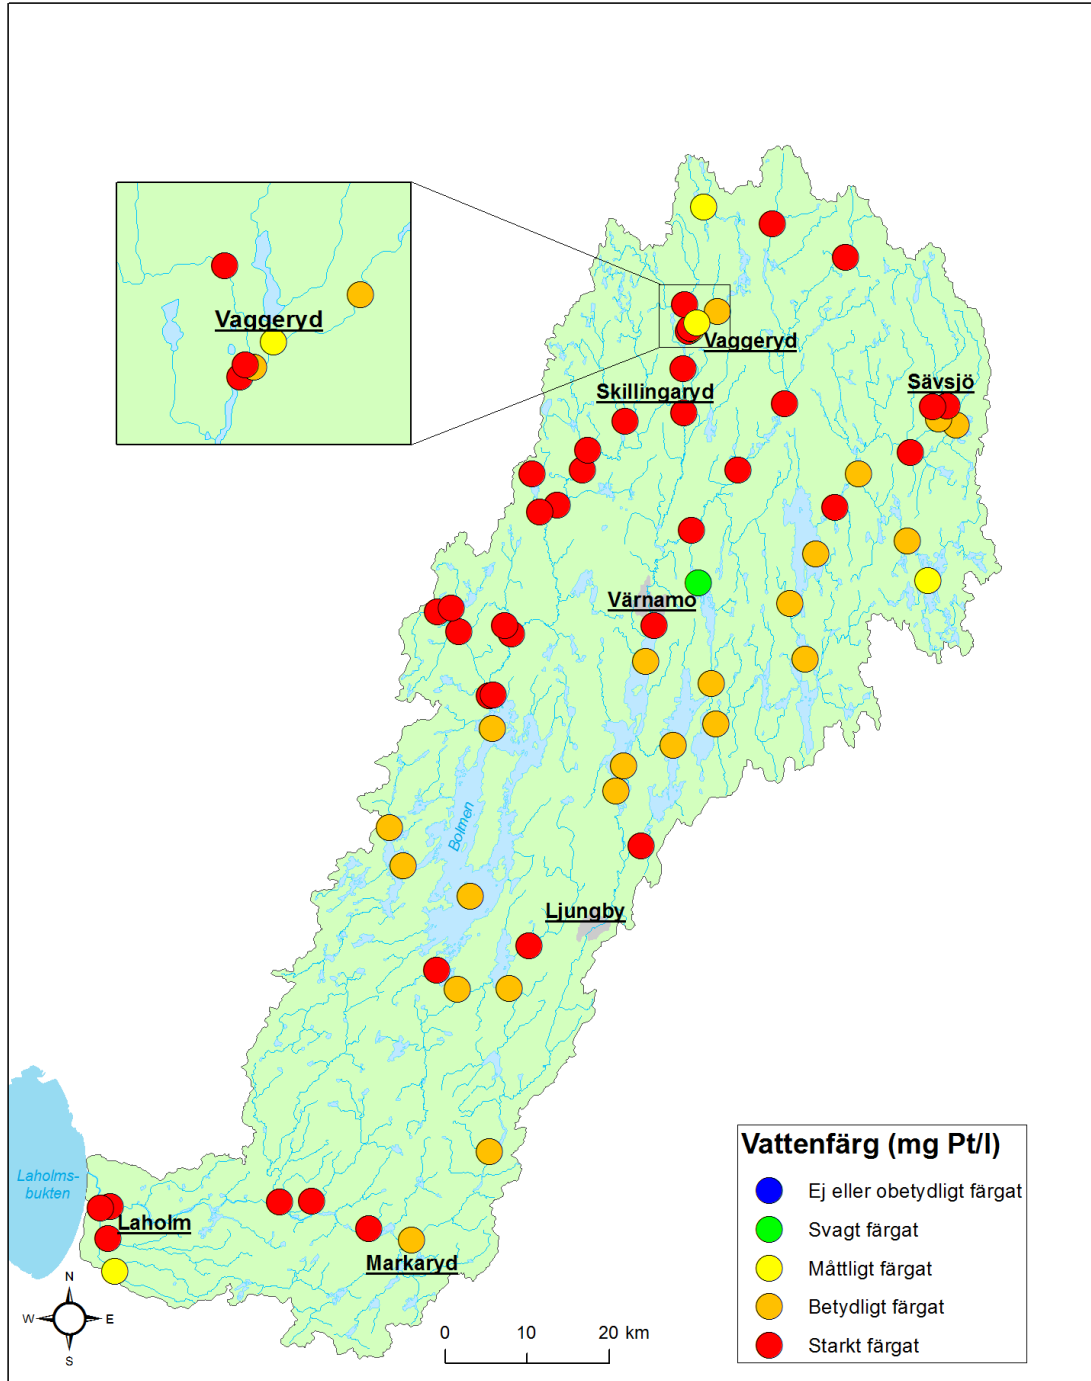 Vaggeryd
Vaggeryd
Skillingaryd
Sävsjö
Värnamo
Bolmen
Ljungby
Laholms-
bukten
Laholm
Markaryd
N
W
E
S
0 10 20 km
Vattenfärg (mg Pt/l)
Ej eller obetydligt färgat
Svagt färgat
Måttligt färgat
Betydligt färgat
Starkt färgat